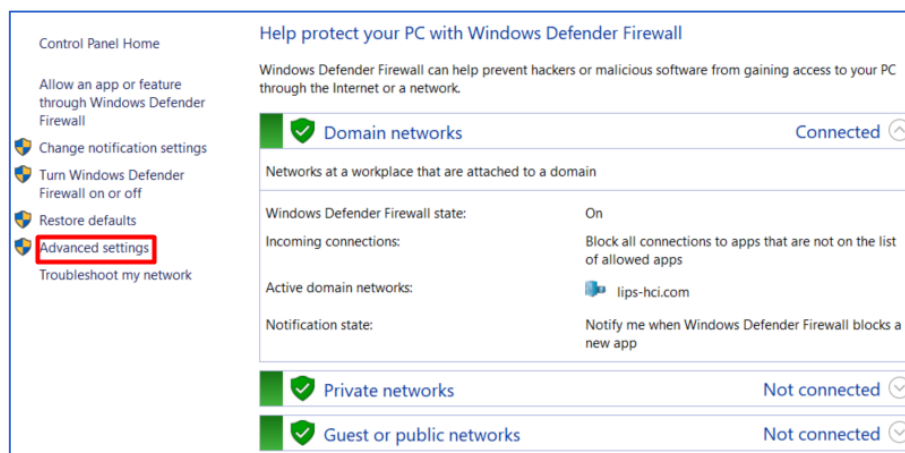 Control Panel Home
Allow an app or feature
through Windows Defender
Firewall
Change notification settings
Turn Windows Defender
Firewall on or off
Restore defaults
Advanced settings
Troubleshoot my network
Help protect your PC with Windows Defender Firewall
Windows Defender Firewall can help prevent hackers or malicious software from gaining access to your PC
through the Internet or a network.
Domain networks Connected
Networks at a workplace that are attached to a domain
Windows Defender Firewall state: On
Incoming connections: Block all connections to apps that are not on the list
of allowed apps
Active domain networks: lips-hci.com
Notification state: Notify me when Windows Defender Firewall blocks a
new app
Private networks Not connected
Guest or public networks Not connected